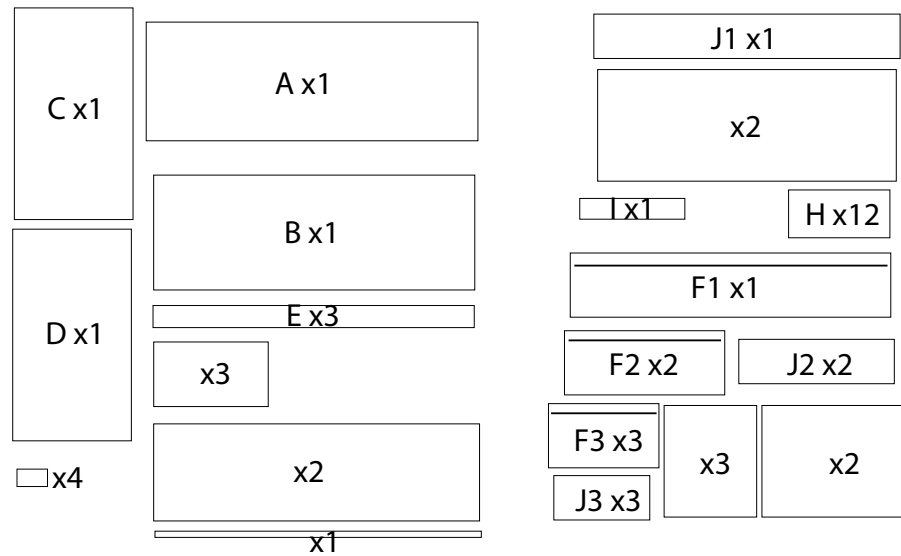 C x1
A x1
B x1
D x1
E x3
x3
x2
x4
x1
J1 x1
x2
I x1
H x12
F1 x1
F2 x2
J2 x2
F3 x3
x3
x2
J3 x3